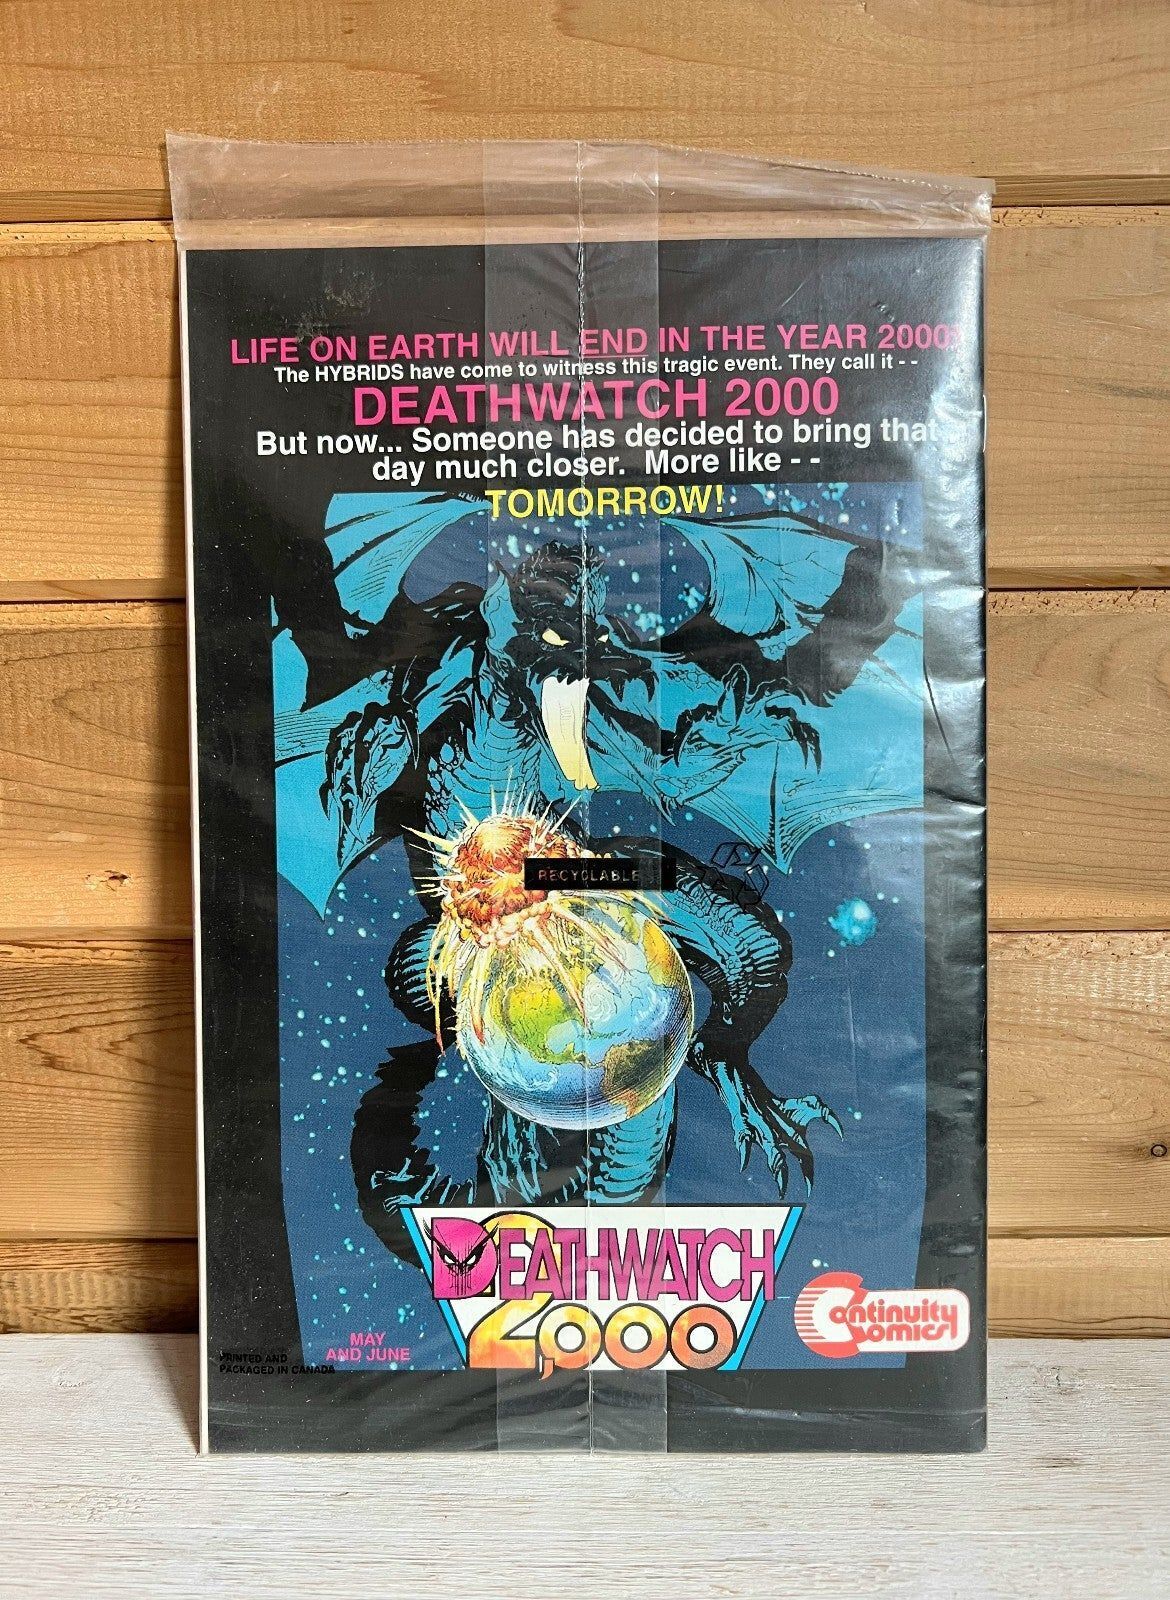 LIFE ON EARTH WILL END IN THE YEAR 2000!
The HYBRIDS have come to witness this tragic event. They call it - -
DEATHWATCH 2000
But now... Someone has decided to bring that
day much closer. More like - -
TOMORROW!
RECYCLABLE
DEATHWATCH
2,000
Continuity
Comics
MAY
AND JUNE
PRINTED AND
PACKAGED IN CANADA